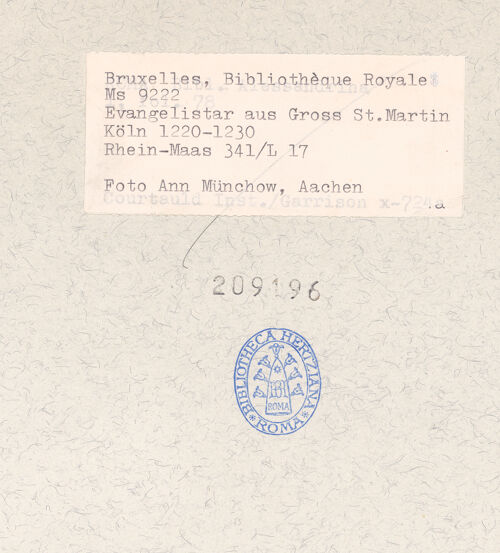 Bruxelles, Bibliothèque Royale
Ms 9222
Evangelistar aus Gross St.Martin
Köln 1220-1230
Rhein-Maas 341/L 17
Foto Ann Münchow, Aachen
Courtauld Inst./Garrison x-724a
209196
BIBLIOTHECA HERTZIANA
BH
ROMA
*ROMA*